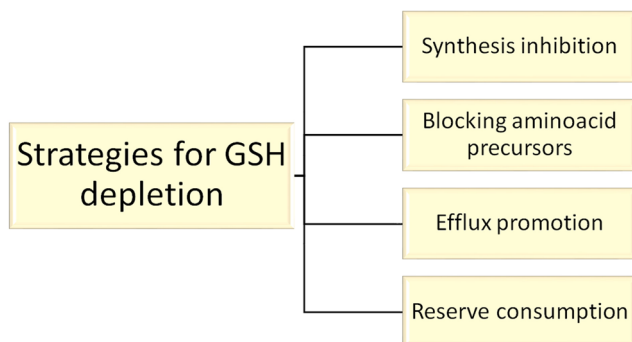 Strategies for GSH
depletion
Synthesis inhibition
Blocking aminoacid
precursors
Efflux promotion
Reserve consumption